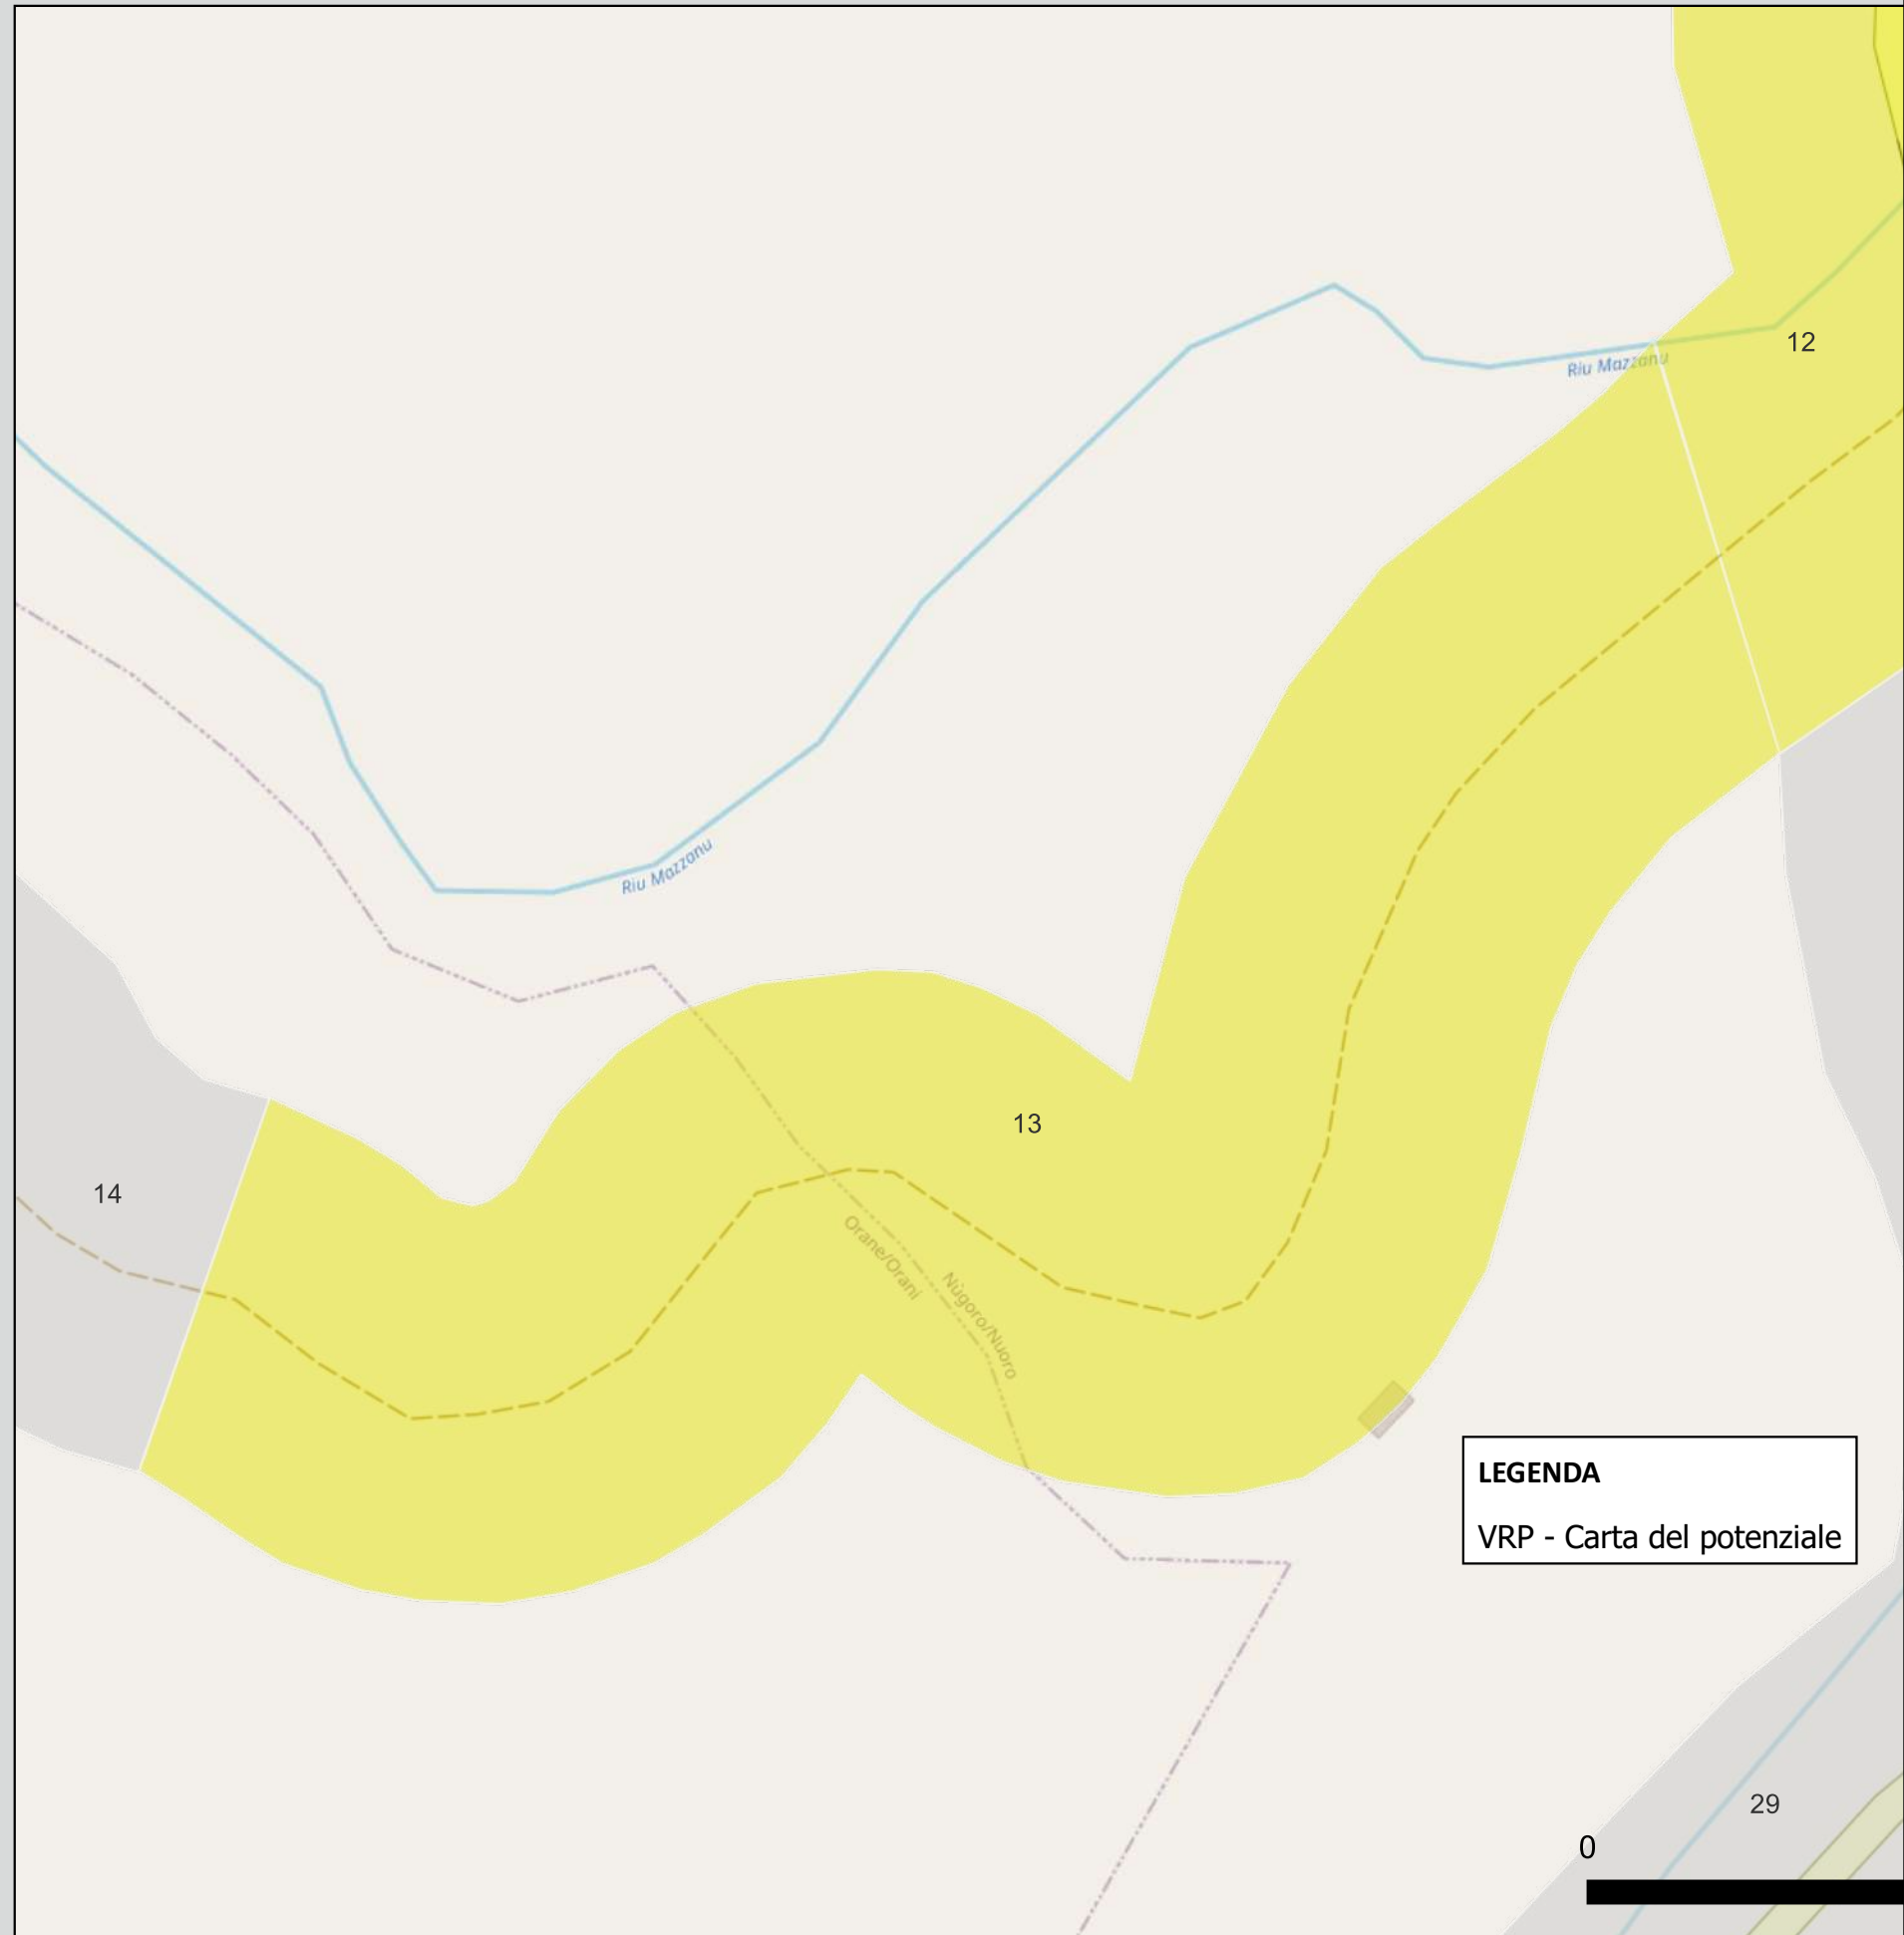 12
Riu Mazzanu
Riu Mazzanu
13
14
Orane/Orani
Nùgoro/Nuoro
LEGENDA
VRP - Carta del potenziale
29
0